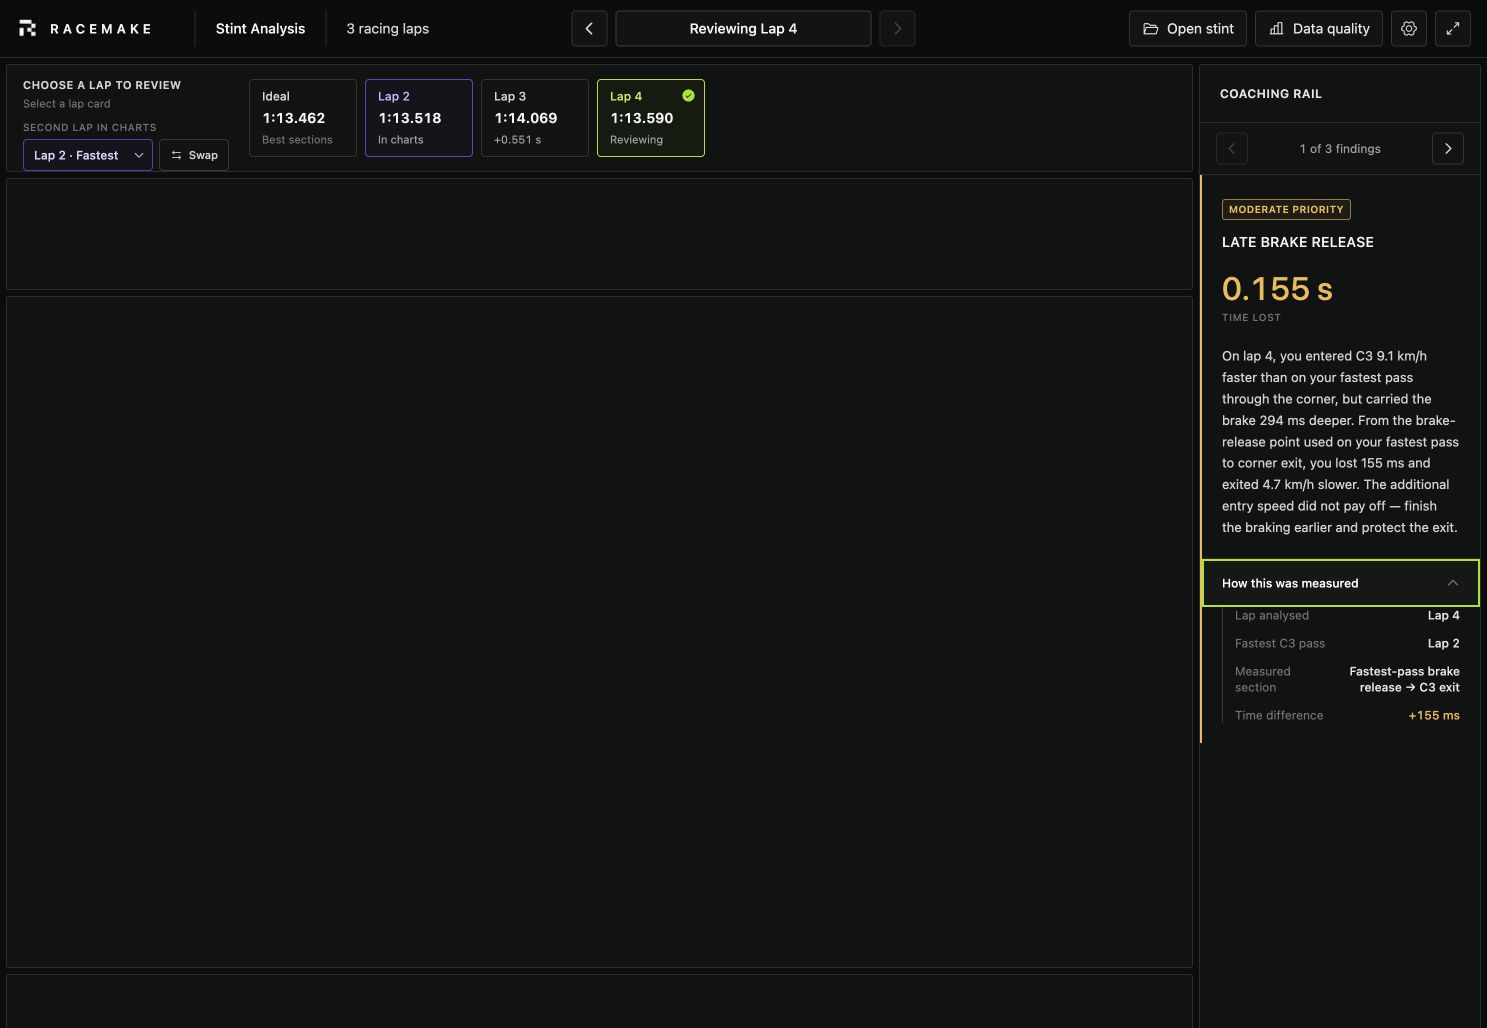 RACEMAKE
Stint Analysis
3 racing laps
Reviewing Lap 4
Open stint
Data quality
CHOOSE A LAP TO REVIEW
Select a lap card
SECOND LAP IN CHARTS
Lap 2 · Fastest
Swap
Ideal
1:13.462
Best sections
Lap 2
1:13.518
In charts
Lap 3
1:14.069
+0.551 s
Lap 4
1:13.590
Reviewing
COACHING RAIL
1 of 3 findings
MODERATE PRIORITY
LATE BRAKE RELEASE
0.155 s
TIME LOST
On lap 4, you entered C3 9.1 km/h
faster than on your fastest pass
through the corner, but carried the
brake 294 ms deeper. From the brake-
release point used on your fastest pass
to corner exit, you lost 155 ms and
exited 4.7 km/h slower. The additional
entry speed did not pay off — finish
the braking earlier and protect the exit.
How this was measured
Lap analysed Lap 4
Fastest C3 pass Lap 2
Measured section Fastest-pass brake
release → C3 exit
Time difference +155 ms